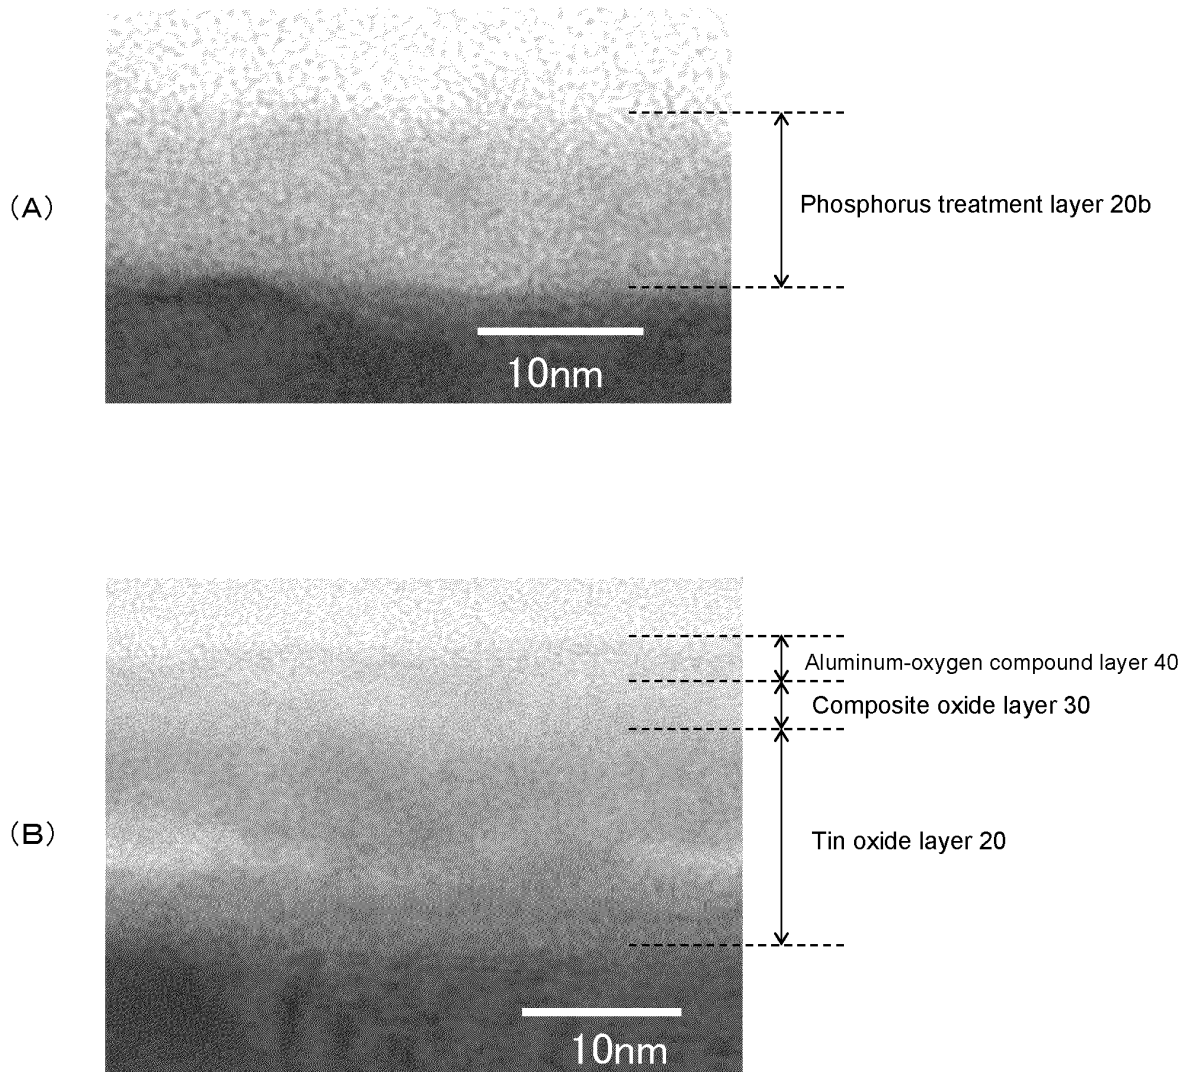 (A)
Phosphorus treatment layer 20b
10nm
Aluminum-oxygen compound layer 40
Composite oxide layer 30
(B)
Tin oxide layer 20
10nm